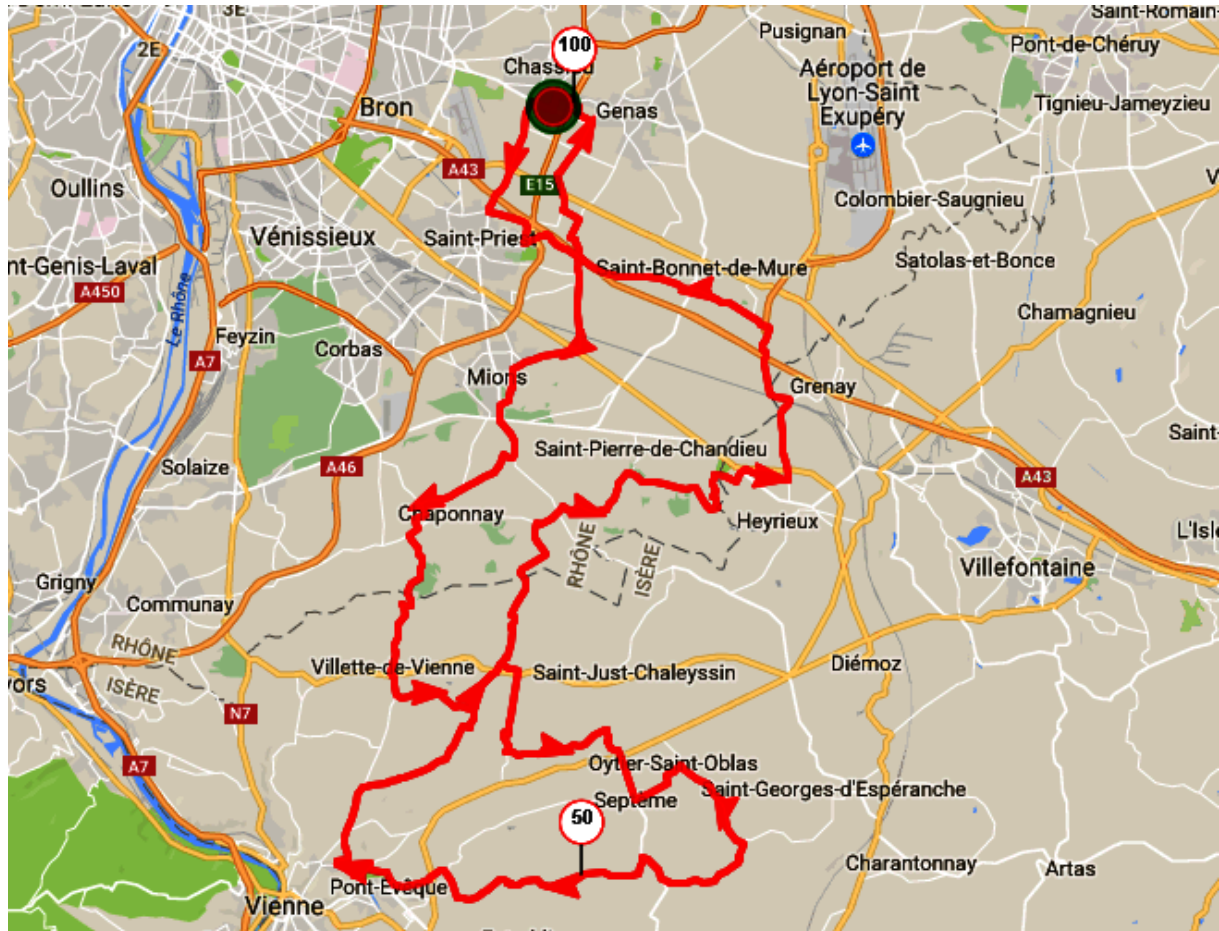 3E
Saint-Romain-
2E
100
Pusignan
Pont-de-Chéruy
Chassieu
Aéroport de
Lyon-Saint
Exupéry
Bron
Genas
Tignieu-Jameyzieu
A43
Oullins
E15
Colombier-Saugnieu
Vénissieux
Saint-Priest
nt-Genis-Laval
Saint-Bonnet-de-Mure
Satolas-et-Bonce
A450
Le Rhône
Chamagnieu
Feyzin
Corbas
A7
Mions
Grenay
Saint-
Saint-Pierre-de-Chandieu
Solaize
A46
A43
Chaponnay
Heyrieux
L'Isle
RHÔNE
ISÈRE
Villefontaine
Grigny
Communay
RHÔNE
ISÈRE
Villette-de-Vienne
Saint-Just-Chaleyssin
Diémoz
vors
N7
A7
Oytier-Saint-Oblas
Septème
Saint-Georges-d'Espéranche
50
Charantonnay
Artas
Pont-Evêque
Vienne